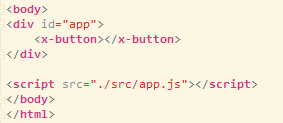 <body>
<div id="app">
    <x-button></x-button>
</div>

<script src="./src/app.js"></script>
</body>
</html>